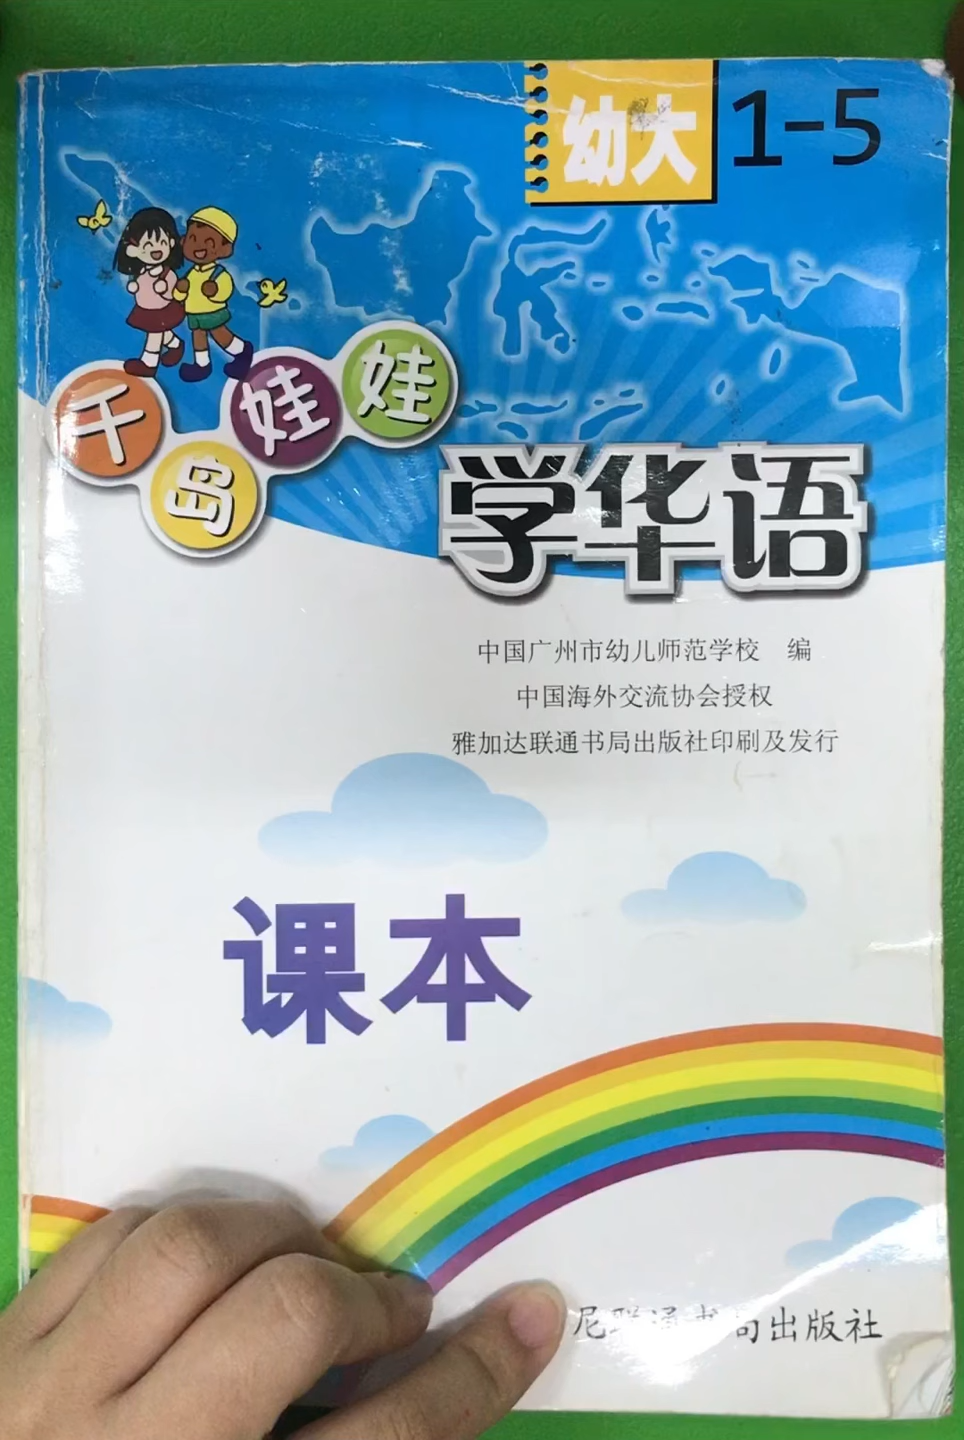 幼大 1-5
千岛娃娃
学华语
中国广州市幼儿师范学校 编
中国海外交流协会授权
雅加达联通书局出版社印刷及发行
课本
尼联通书局出版社